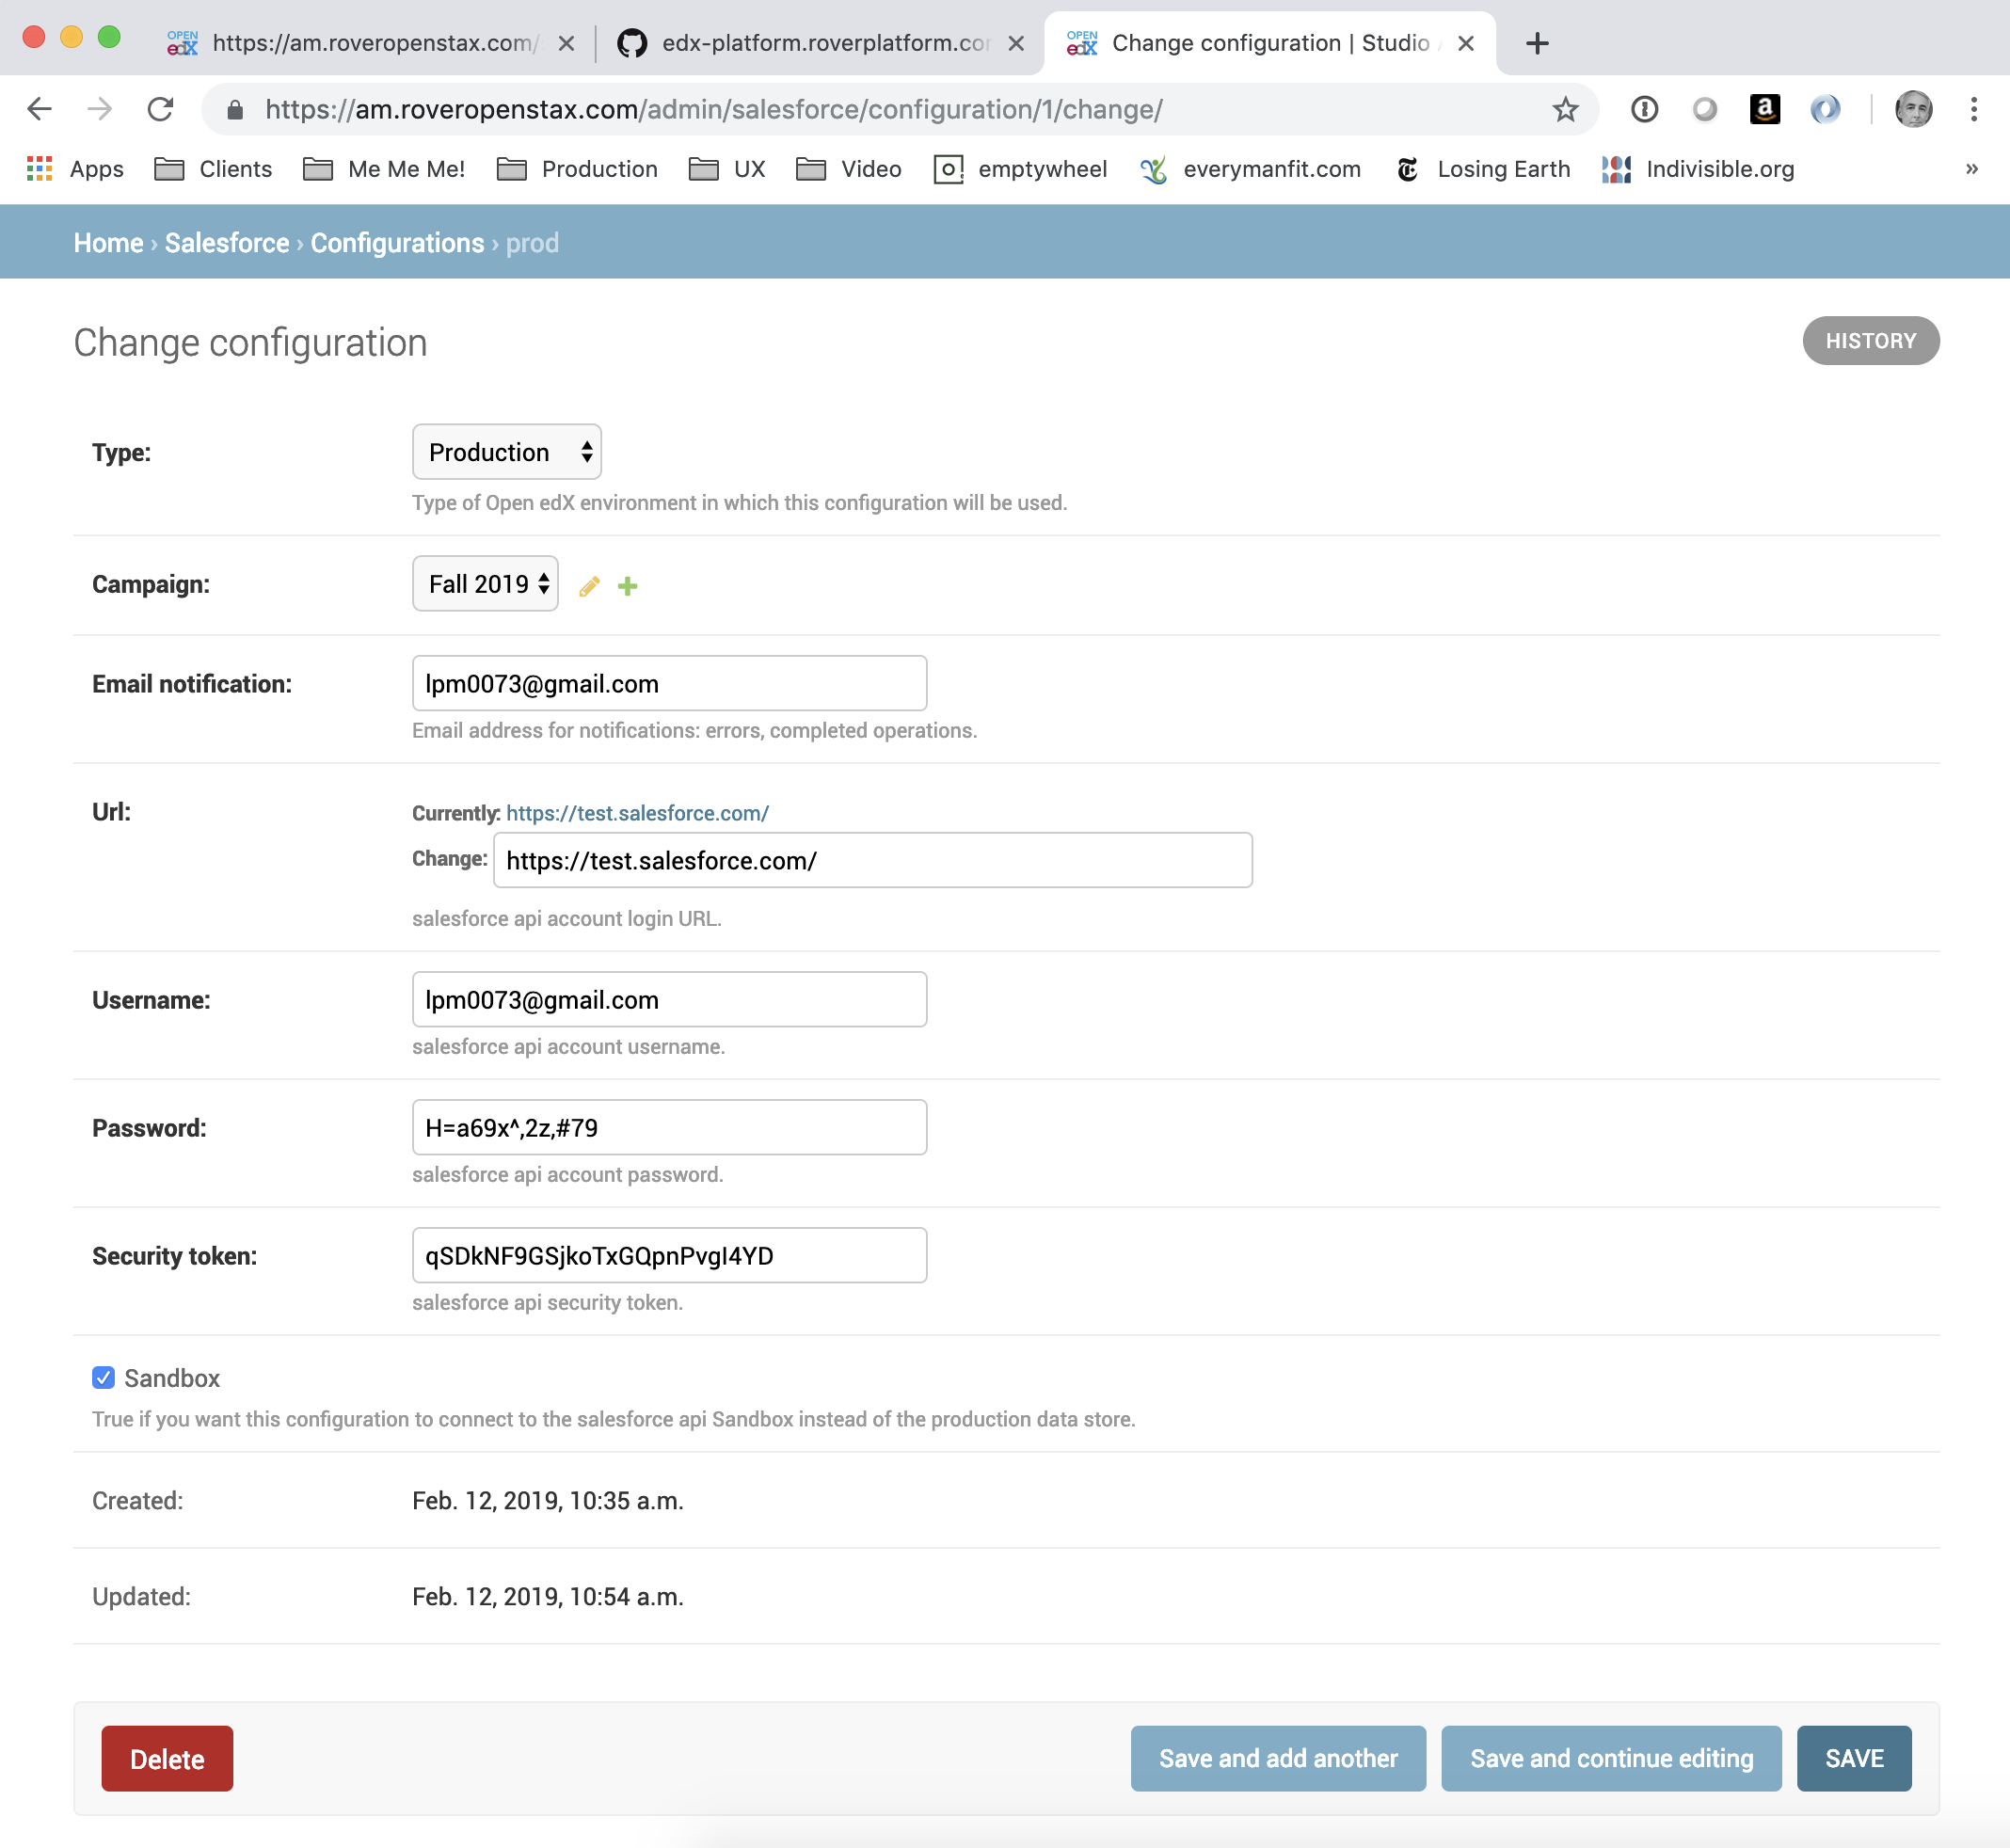 OPEN edX https://am.roveropenstax.com/
edx-platform.roverplatform.co
OPEN edX Change configuration | Studio
https://am.roveropenstax.com/admin/salesforce/configuration/1/change/
Apps Clients Me Me Me! Production UX Video emptywheel everymanfit.com Losing Earth Indivisible.org »
Home › Salesforce › Configurations › prod
Change configuration
HISTORY
Type: Production
Type of Open edX environment in which this configuration will be used.
Campaign: Fall 2019
Email notification: lpm0073@gmail.com
Email address for notifications: errors, completed operations.
Url: Currently: https://test.salesforce.com/
Change: https://test.salesforce.com/
salesforce api account login URL.
Username: lpm0073@gmail.com
salesforce api account username.
Password: H=a69x^,2z,#79
salesforce api account password.
Security token: qSDkNF9GSjkoTxGQpnPvgI4YD
salesforce api security token.
Sandbox
True if you want this configuration to connect to the salesforce api Sandbox instead of the production data store.
Created: Feb. 12, 2019, 10:35 a.m.
Updated: Feb. 12, 2019, 10:54 a.m.
Delete Save and add another Save and continue editing SAVE